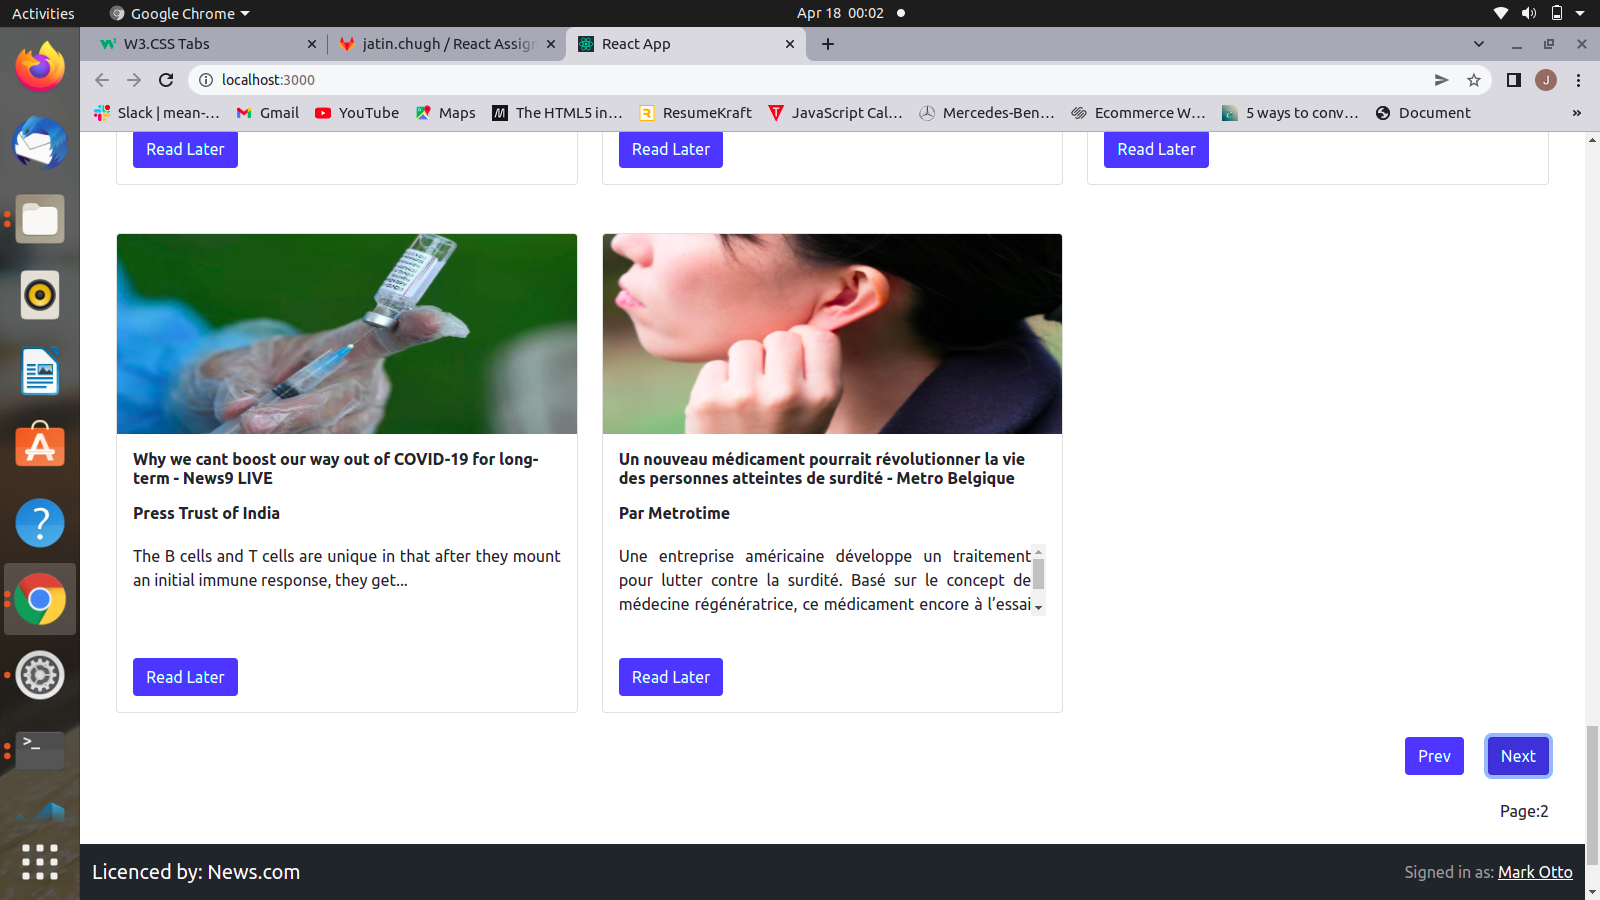 Activities
Google Chrome
Apr 18 00:02
W3.CSS Tabs
jatin.chugh / React Assign
React App
localhost:3000
J
Slack | mean-...
Gmail
YouTube
Maps
The HTML5 in...
ResumeKraft
JavaScript Cal...
Mercedes-Ben...
Ecommerce W...
5 ways to conv...
Document
»
Read Later
Read Later
Read Later
Why we cant boost our way out of COVID-19 for long-
term - News9 LIVE
Press Trust of India
The B cells and T cells are unique in that after they mount
an initial immune response, they get...
Read Later
Un nouveau médicament pourrait révolutionner la vie
des personnes atteintes de surdité - Metro Belgique
Par Metrotime
Une entreprise américaine développe un traitement
pour lutter contre la surdité. Basé sur le concept de
médecine régénératrice, ce médicament encore à l’essai
Read Later
Prev
Next
Page:2
Licenced by: News.com
Signed in as: Mark Otto